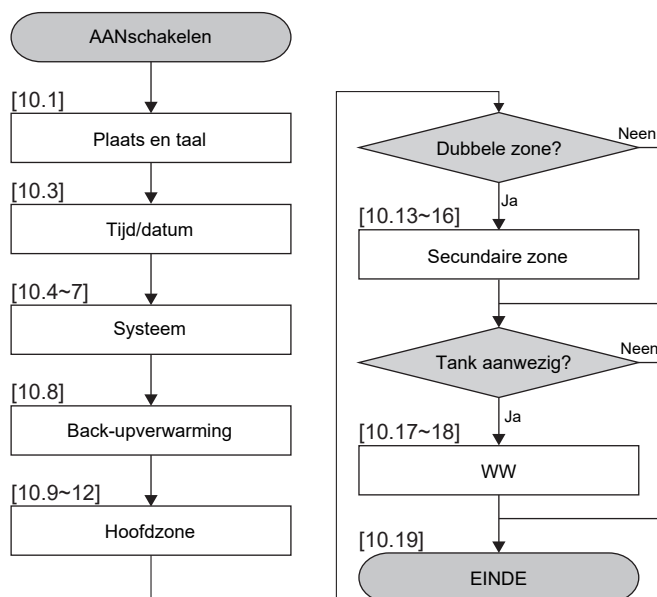 AANschakelen
[10.1]
Plaats en taal
[10.3]
Tijd/datum
[10.4~7]
Systeem
[10.8]
Back-upverwarming
[10.9~12]
Hoofdzone
Dubbele zone?
Neen
Ja
[10.13~16]
Secundaire zone
Tank aanwezig?
Neen
Ja
[10.17~18]
WW
[10.19]
EINDE